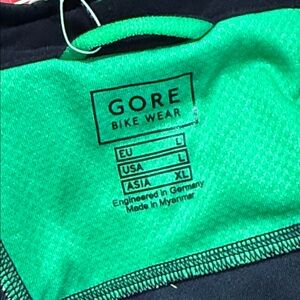 GORE
BIKE WEAR
EU L
USA L
ASIA XL
Engineered in Germany
Made in Myanmar